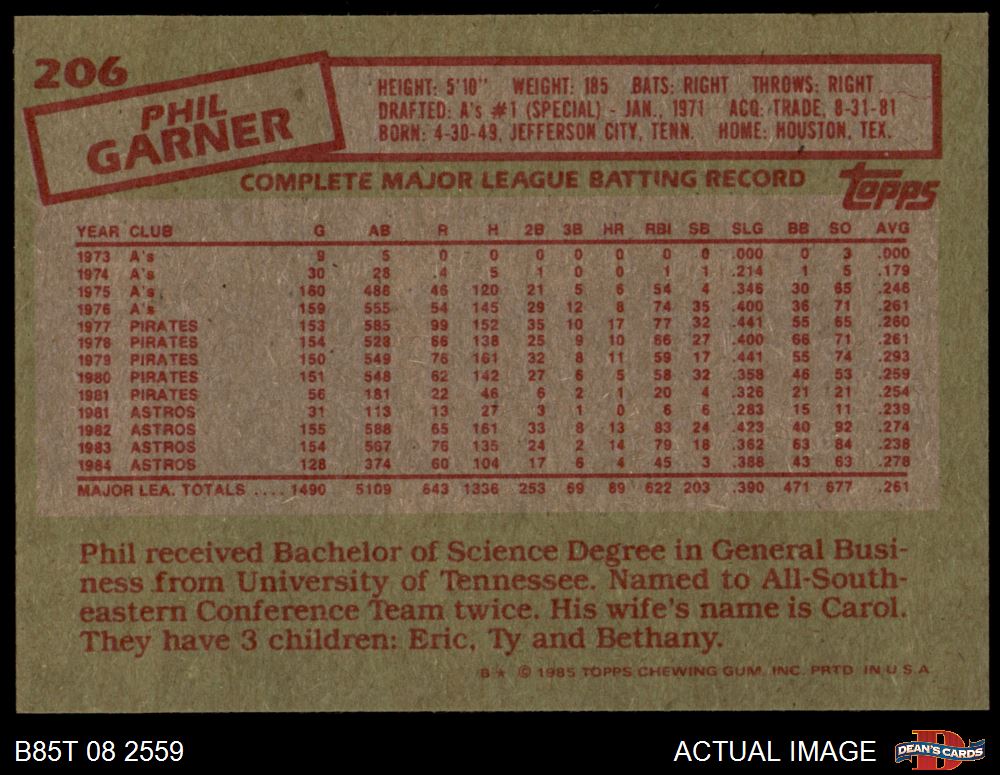 206
PHIL
GARNER
HEIGHT: 5'10" WEIGHT: 185 BATS: RIGHT THROWS: RIGHT
DRAFTED: A's #1 (SPECIAL) - JAN., 1971 ACQ: TRADE, 8-31-81
BORN: 4-30-49, JEFFERSON CITY, TENN. HOME: HOUSTON, TEX.
COMPLETE MAJOR LEAGUE BATTING RECORD topps
YEAR CLUB G AB R H 2B 3B HR RBI SB SLG BB SO AVG
1973 A's 9 5 0 0 0 0 0 0 0 .000 0 3 .000
1974 A's 30 28 4 5 1 0 0 1 1 .214 1 5 .179
1975 A's 160 488 46 120 21 5 6 54 4 .346 30 65 .246
1976 A's 159 555 54 145 29 12 8 74 35 .400 36 71 .261
1977 PIRATES 153 585 99 152 35 10 17 77 32 .441 55 65 .260
1978 PIRATES 154 528 66 138 25 9 10 66 27 .400 66 71 .261
1979 PIRATES 150 549 76 161 32 8 11 59 17 .441 55 74 .293
1980 PIRATES 151 548 62 142 27 6 5 58 32 .358 46 53 .259
1981 PIRATES 56 181 22 46 6 2 1 20 4 .326 21 21 .254
1981 ASTROS 31 113 13 27 3 1 0 6 6 .283 15 11 .239
1982 ASTROS 155 588 65 161 33 8 13 83 24 .423 40 92 .274
1983 ASTROS 154 567 76 135 24 2 14 79 18 .362 63 84 .238
1984 ASTROS 128 374 60 104 17 6 4 45 3 .388 43 63 .278
MAJOR LEA. TOTALS .... 1490 5109 643 1336 253 69 89 622 203 .390 471 677 .261
Phil received Bachelor of Science Degree in General Busi-
ness from University of Tennessee. Named to All-South-
eastern Conference Team twice. His wife's name is Carol.
They have 3 children: Eric, Ty and Bethany.
B* © 1985 TOPPS CHEWING GUM, INC. PRTD. IN U.S.A.
B85T 08 2559 ACTUAL IMAGE DEAN'S CARDS